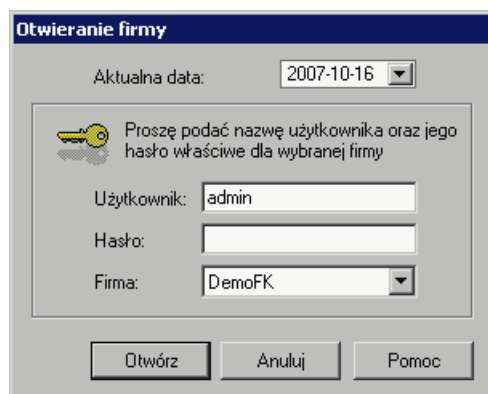 Otwieranie firmy
Aktualna data: 2007-10-16
Proszę podać nazwę użytkownika oraz jego
hasło właściwe dla wybranej firmy
Użytkownik: admin
Hasło:
Firma: DemoFK
Otwórz Anuluj Pomoc